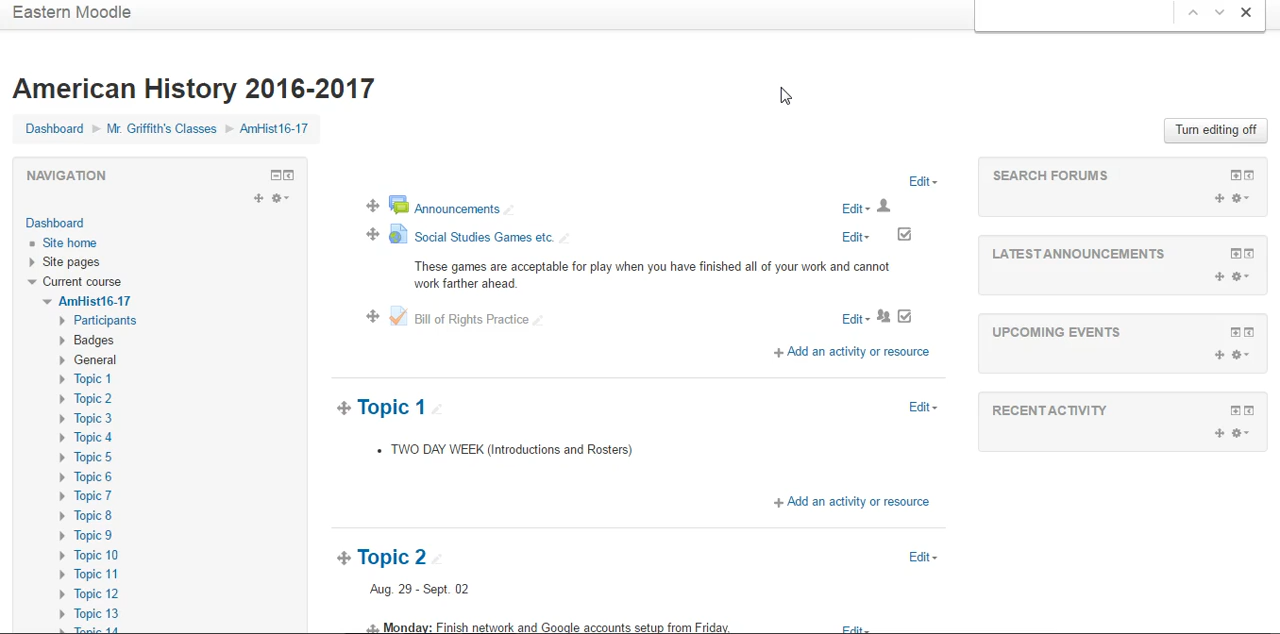 Eastern Moodle
American History 2016-2017
Dashboard Mr. Griffith's Classes AmHist16-17
Turn editing off
NAVIGATION
Dashboard
Site home
Site pages
Current course
AmHist16-17
Participants
Badges
General
Topic 1
Topic 2
Topic 3
Topic 4
Topic 5
Topic 6
Topic 7
Topic 8
Topic 9
Topic 10
Topic 11
Topic 12
Topic 13
Topic 14
Edit
Announcements Edit
Social Studies Games etc. Edit
These games are acceptable for play when you have finished all of your work and cannot
work farther ahead.
Bill of Rights Practice Edit
Add an activity or resource
Topic 1 Edit
• TWO DAY WEEK (Introductions and Rosters)
Add an activity or resource
Topic 2 Edit
Aug. 29 - Sept. 02
Monday: Finish network and Google accounts setup from Friday, Edit
SEARCH FORUMS
LATEST ANNOUNCEMENTS
UPCOMING EVENTS
RECENT ACTIVITY